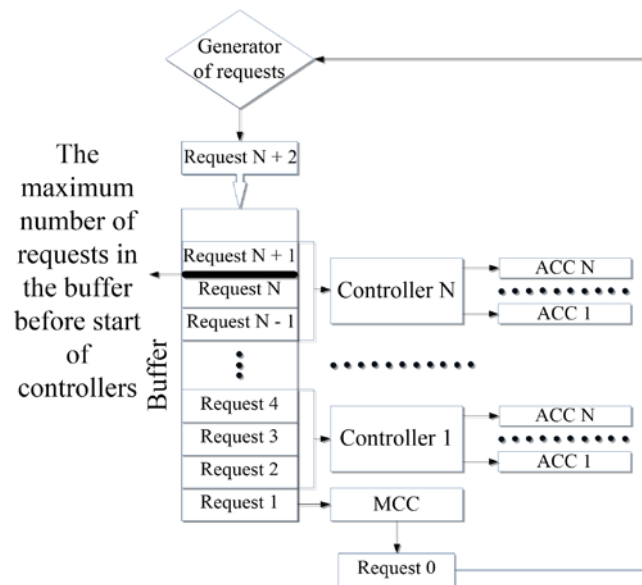 Generator
of requests
Request N + 2
The
maximum
number of
requests in
the buffer
before start
of
controllers
Buffer
Request N + 1
Request N
Request N - 1
Request 4
Request 3
Request 2
Request 1
Controller N
ACC N
ACC 1
Controller 1
ACC N
ACC 1
MCC
Request 0